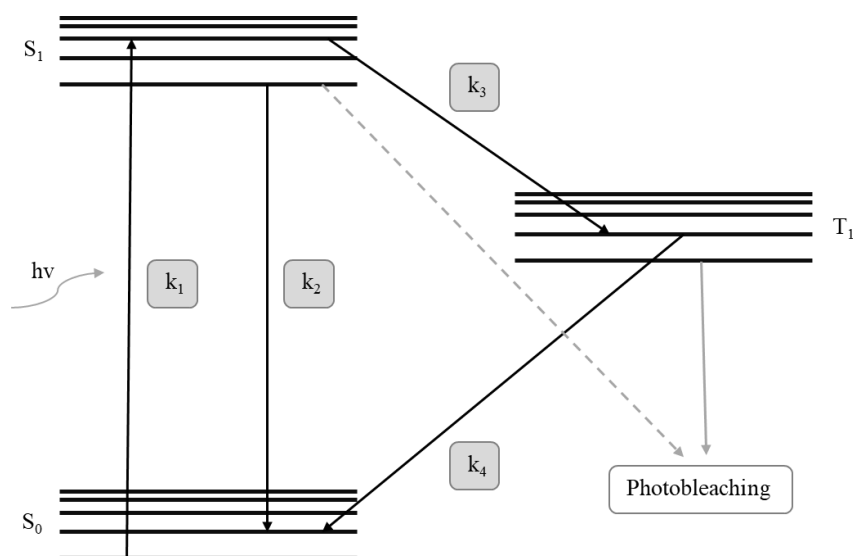 S₁
k₃
T₁
hv
k₁
k₂
k₄
Photobleaching
S₀